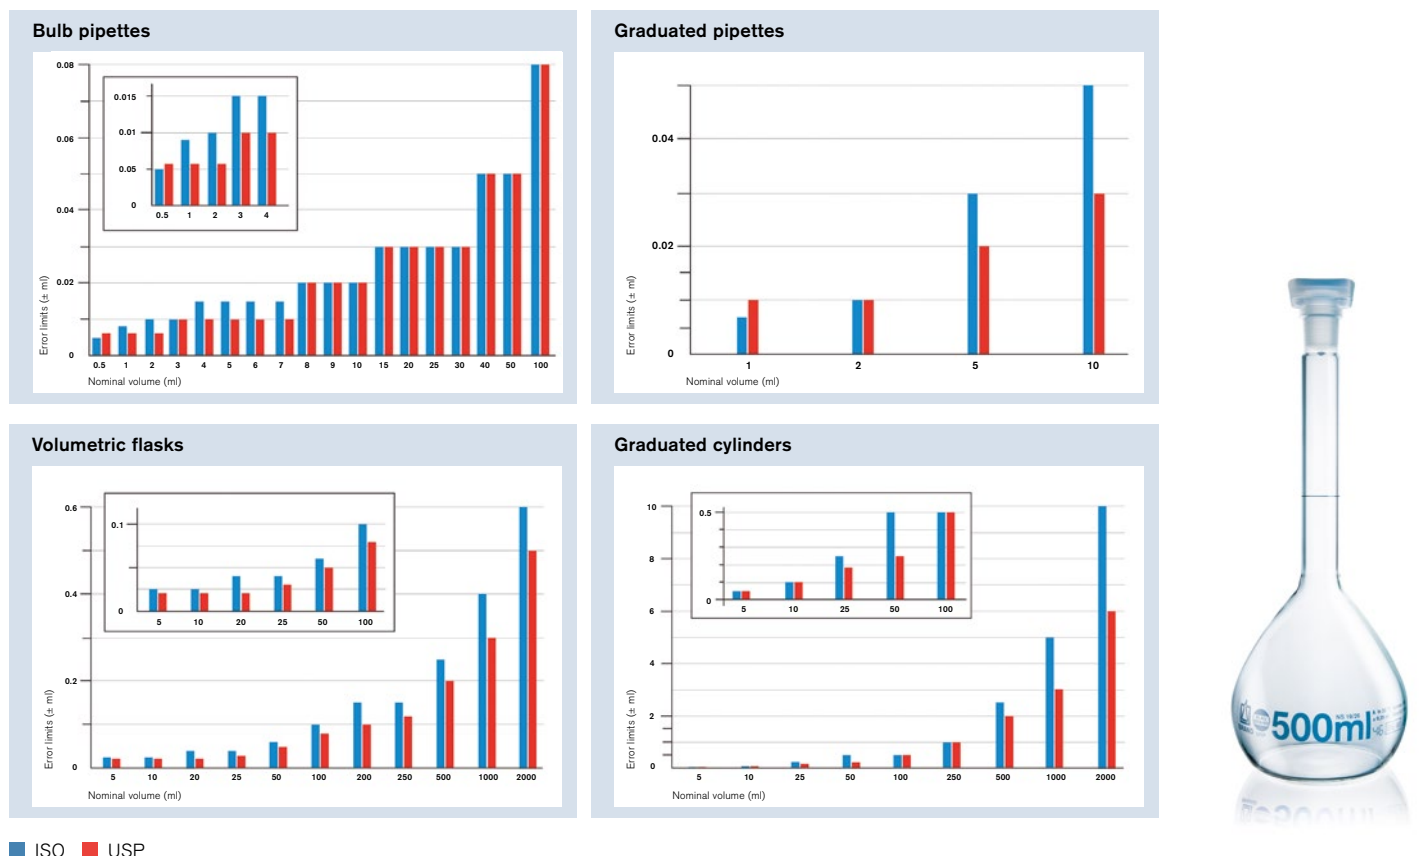 Bulb pipettes
0.08
0.06
0.04
0.02
0
Error limits (± ml)
0.015
0.01
0.05
0
0.5 1 2 3 4
0.5 1 2 3 4 5 6 7 8 9 10 15 20 25 30 40 50 100
Nominal volume (ml)
Graduated pipettes
0.04
0.02
0
Error limits (± ml)
1 2 5 10
Nominal volume (ml)
Volumetric flasks
0.6
0.4
0.2
0
Error limits (± ml)
0.1
0
5 10 20 25 50 100
5 10 20 25 50 100 200 250 500 1000 2000
Nominal volume (ml)
Graduated cylinders
10
8
6
4
2
0
Error limits (± ml)
0.5
0
5 10 25 50 100
5 10 25 50 100 250 500 1000 2000
Nominal volume (ml)
500ml
ISO USP